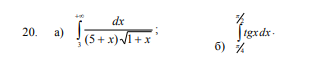 20. а) ∫₃^{+∞} dx / ((5 + x)√(1 + x)) ;
б) ∫_{π/4}^{π/2} tgx dx .